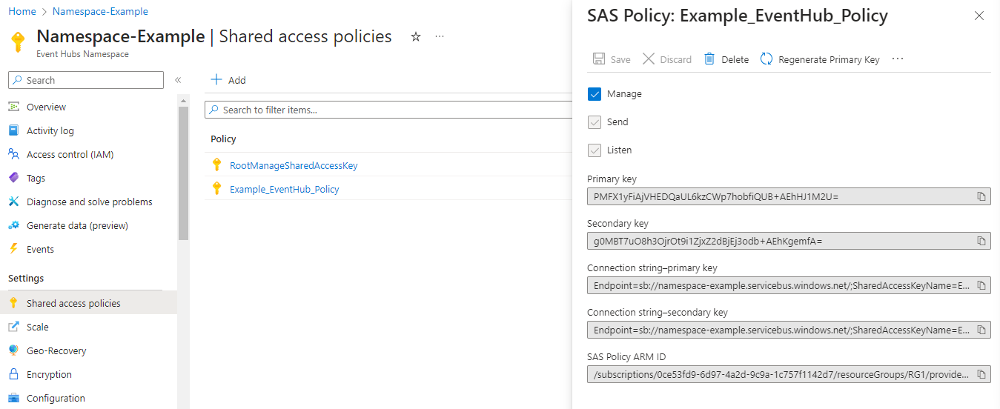 Home > Namespace-Example
Namespace-Example | Shared access policies
Event Hubs Namespace
Search
Overview
Activity log
Access control (IAM)
Tags
Diagnose and solve problems
Generate data (preview)
Events
Settings
Shared access policies
Scale
Geo-Recovery
Encryption
Configuration
Add
Search to filter items...
Policy
RootManageSharedAccessKey
Example_EventHub_Policy
SAS Policy: Example_EventHub_Policy
Save Discard Delete Regenerate Primary Key ...
Manage
Send
Listen
Primary key
PMFX1yFiAjVHEDQaUL6kzCWp7hobfiQUB+AEhHJ1M2U=
Secondary key
g0MBT7uO8h3OjrOt9i1ZjxZ2dBjEj3odb+AEhKgemfA=
Connection string–primary key
Endpoint=sb://namespace-example.servicebus.windows.net/;SharedAccessKeyName=E...
Connection string–secondary key
Endpoint=sb://namespace-example.servicebus.windows.net/;SharedAccessKeyName=E...
SAS Policy ARM ID
/subscriptions/0ce53fd9-6d97-4a2d-9c9a-1c757f1142d7/resourceGroups/RG1/provide...